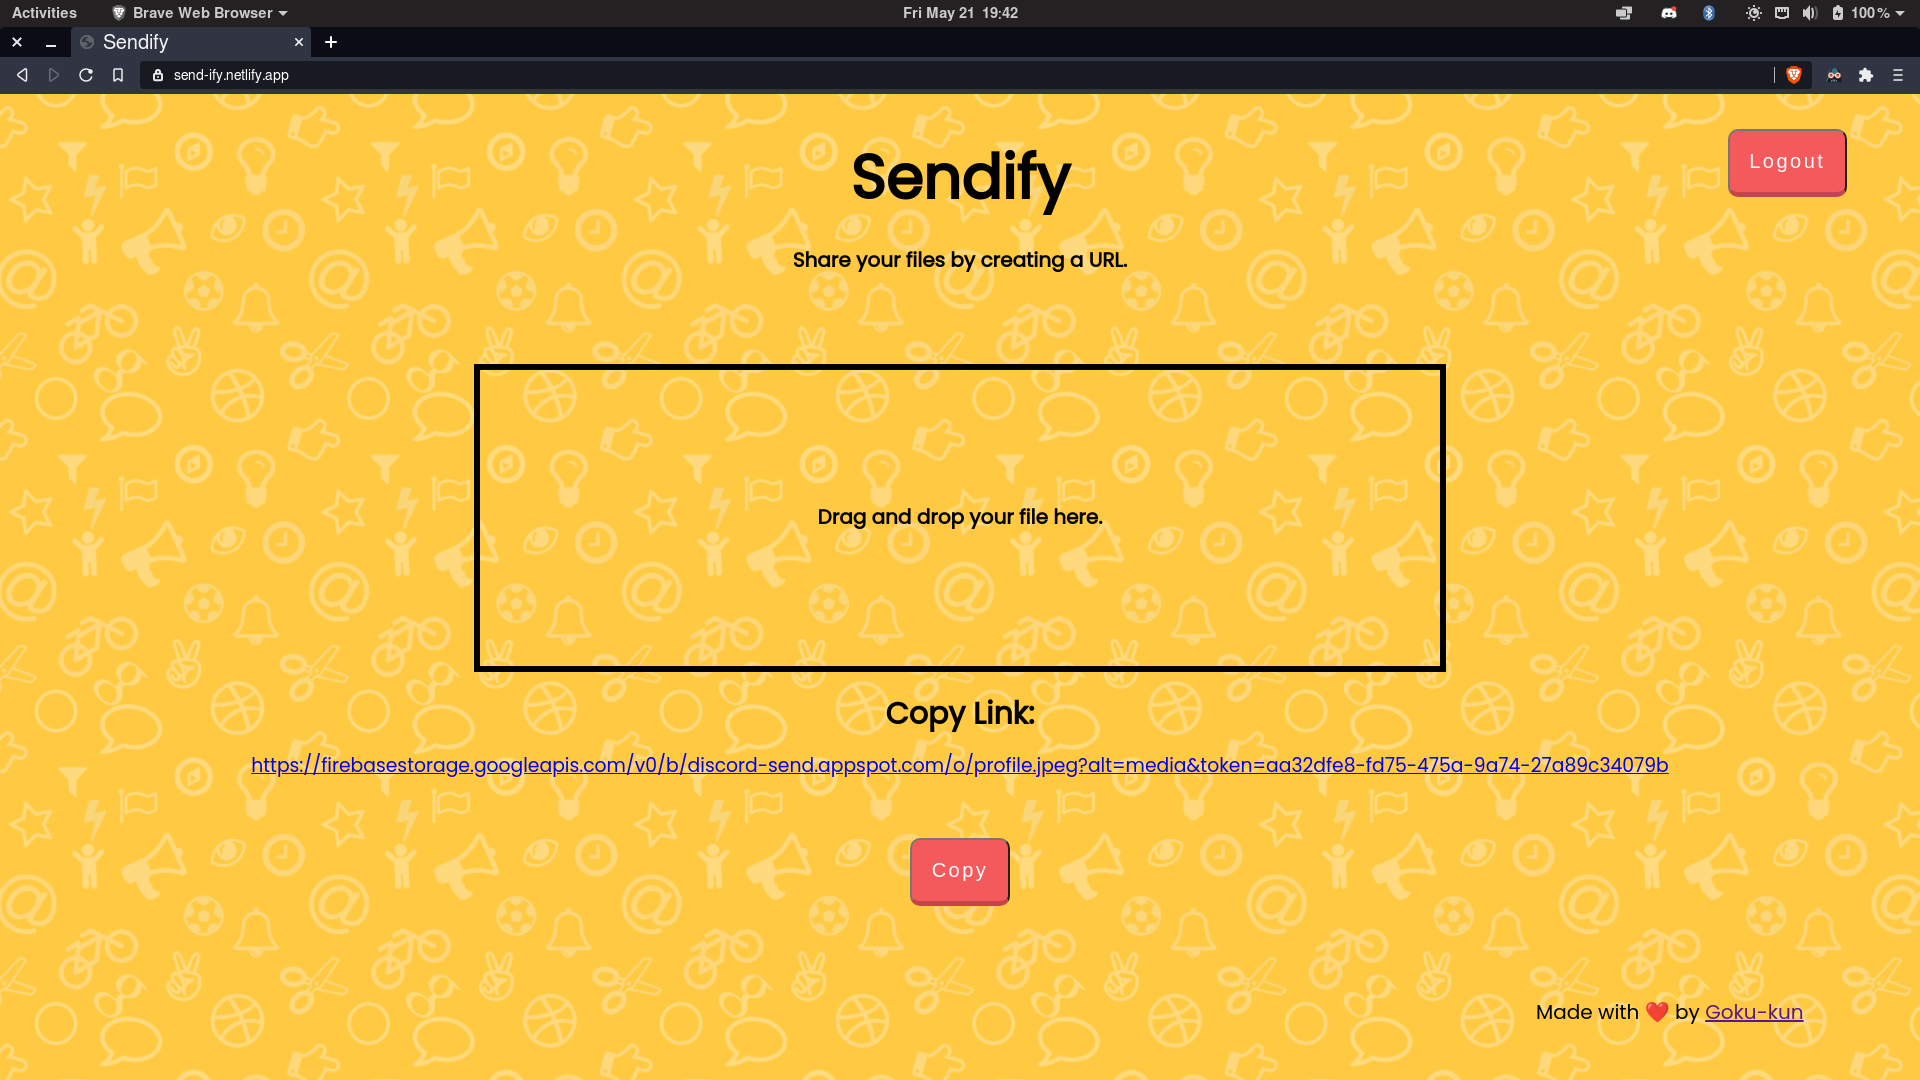 Activities Brave Web Browser Fri May 21 19:42 100 %
Sendify
send-ify.netlify.app
Logout
Sendify
Share your files by creating a URL.
Drag and drop your file here.
Copy Link:
https://firebasestorage.googleapis.com/v0/b/discord-send.appspot.com/o/profile.jpeg?alt=media&token=aa32dfe8-fd75-475a-9a74-27a89c34079b
Copy
Made with ❤️ by Goku-kun